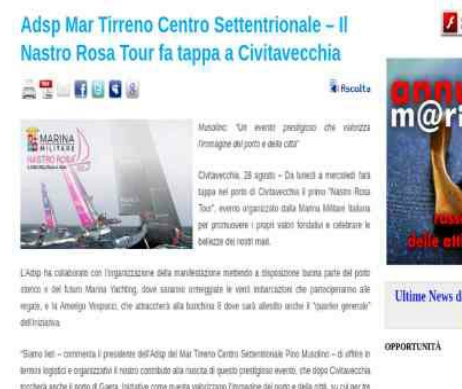 Adsp Mar Tirreno Centro Settentrionale – Il
Nastro Rosa Tour fa tappa a Civitavecchia
Ascolta
MARINA
MILITARE
NASTRO ROSA
Musolino: "Un evento prestigioso che valorizza
l'immagine del porto e della città"
Civitavecchia, 28 agosto – Da lunedì a mercoledì farà
tappa nel porto di Civitavecchia il primo "Nastro Rosa
Tour", evento organizzato dalla Marina Militare Italiana
per promuovere i propri valori fondativi e celebrare le
bellezze dei nostri mari.
L'Adsp ha collaborato con l'organizzazione della manifestazione mettendo a disposizione buona parte del porto
storico e del futuro Marina Yachting, dove saranno ormeggiate le venti imbarcazioni che parteciperanno alle
regate, e la Amerigo Vespucci, che attraccherà alla banchina 8 dove sarà allestito anche il "quartier generale"
dell'iniziativa.
"Siamo lieti – commenta il presidente dell'Adsp del Mar Tirreno Centro Settentrionale Pino Musolino – di offrire in
termini logistici e organizzativi il nostro contributo alla riuscita di questo prestigioso evento, che dopo Civitavecchia
toccherà anche il porto di Gaeta. Iniziative come questa valorizzano l'immagine del porto e della città, su cui per tre
m@ri
delle att
Ultime News d
OPPORTUNITÀ